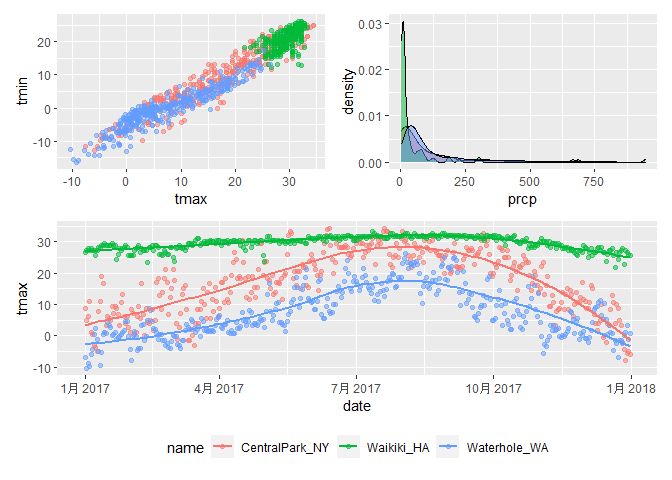 20
10
0
-10
tmin
-10
0
10
20
30
tmax
0.03
0.02
0.01
0.00
density
0
250
500
750
prcp
30
20
10
0
-10
tmax
1月 2017
4月 2017
7月 2017
10月 2017
1月 2018
date
name CentralPark_NY Waikiki_HA Waterhole_WA